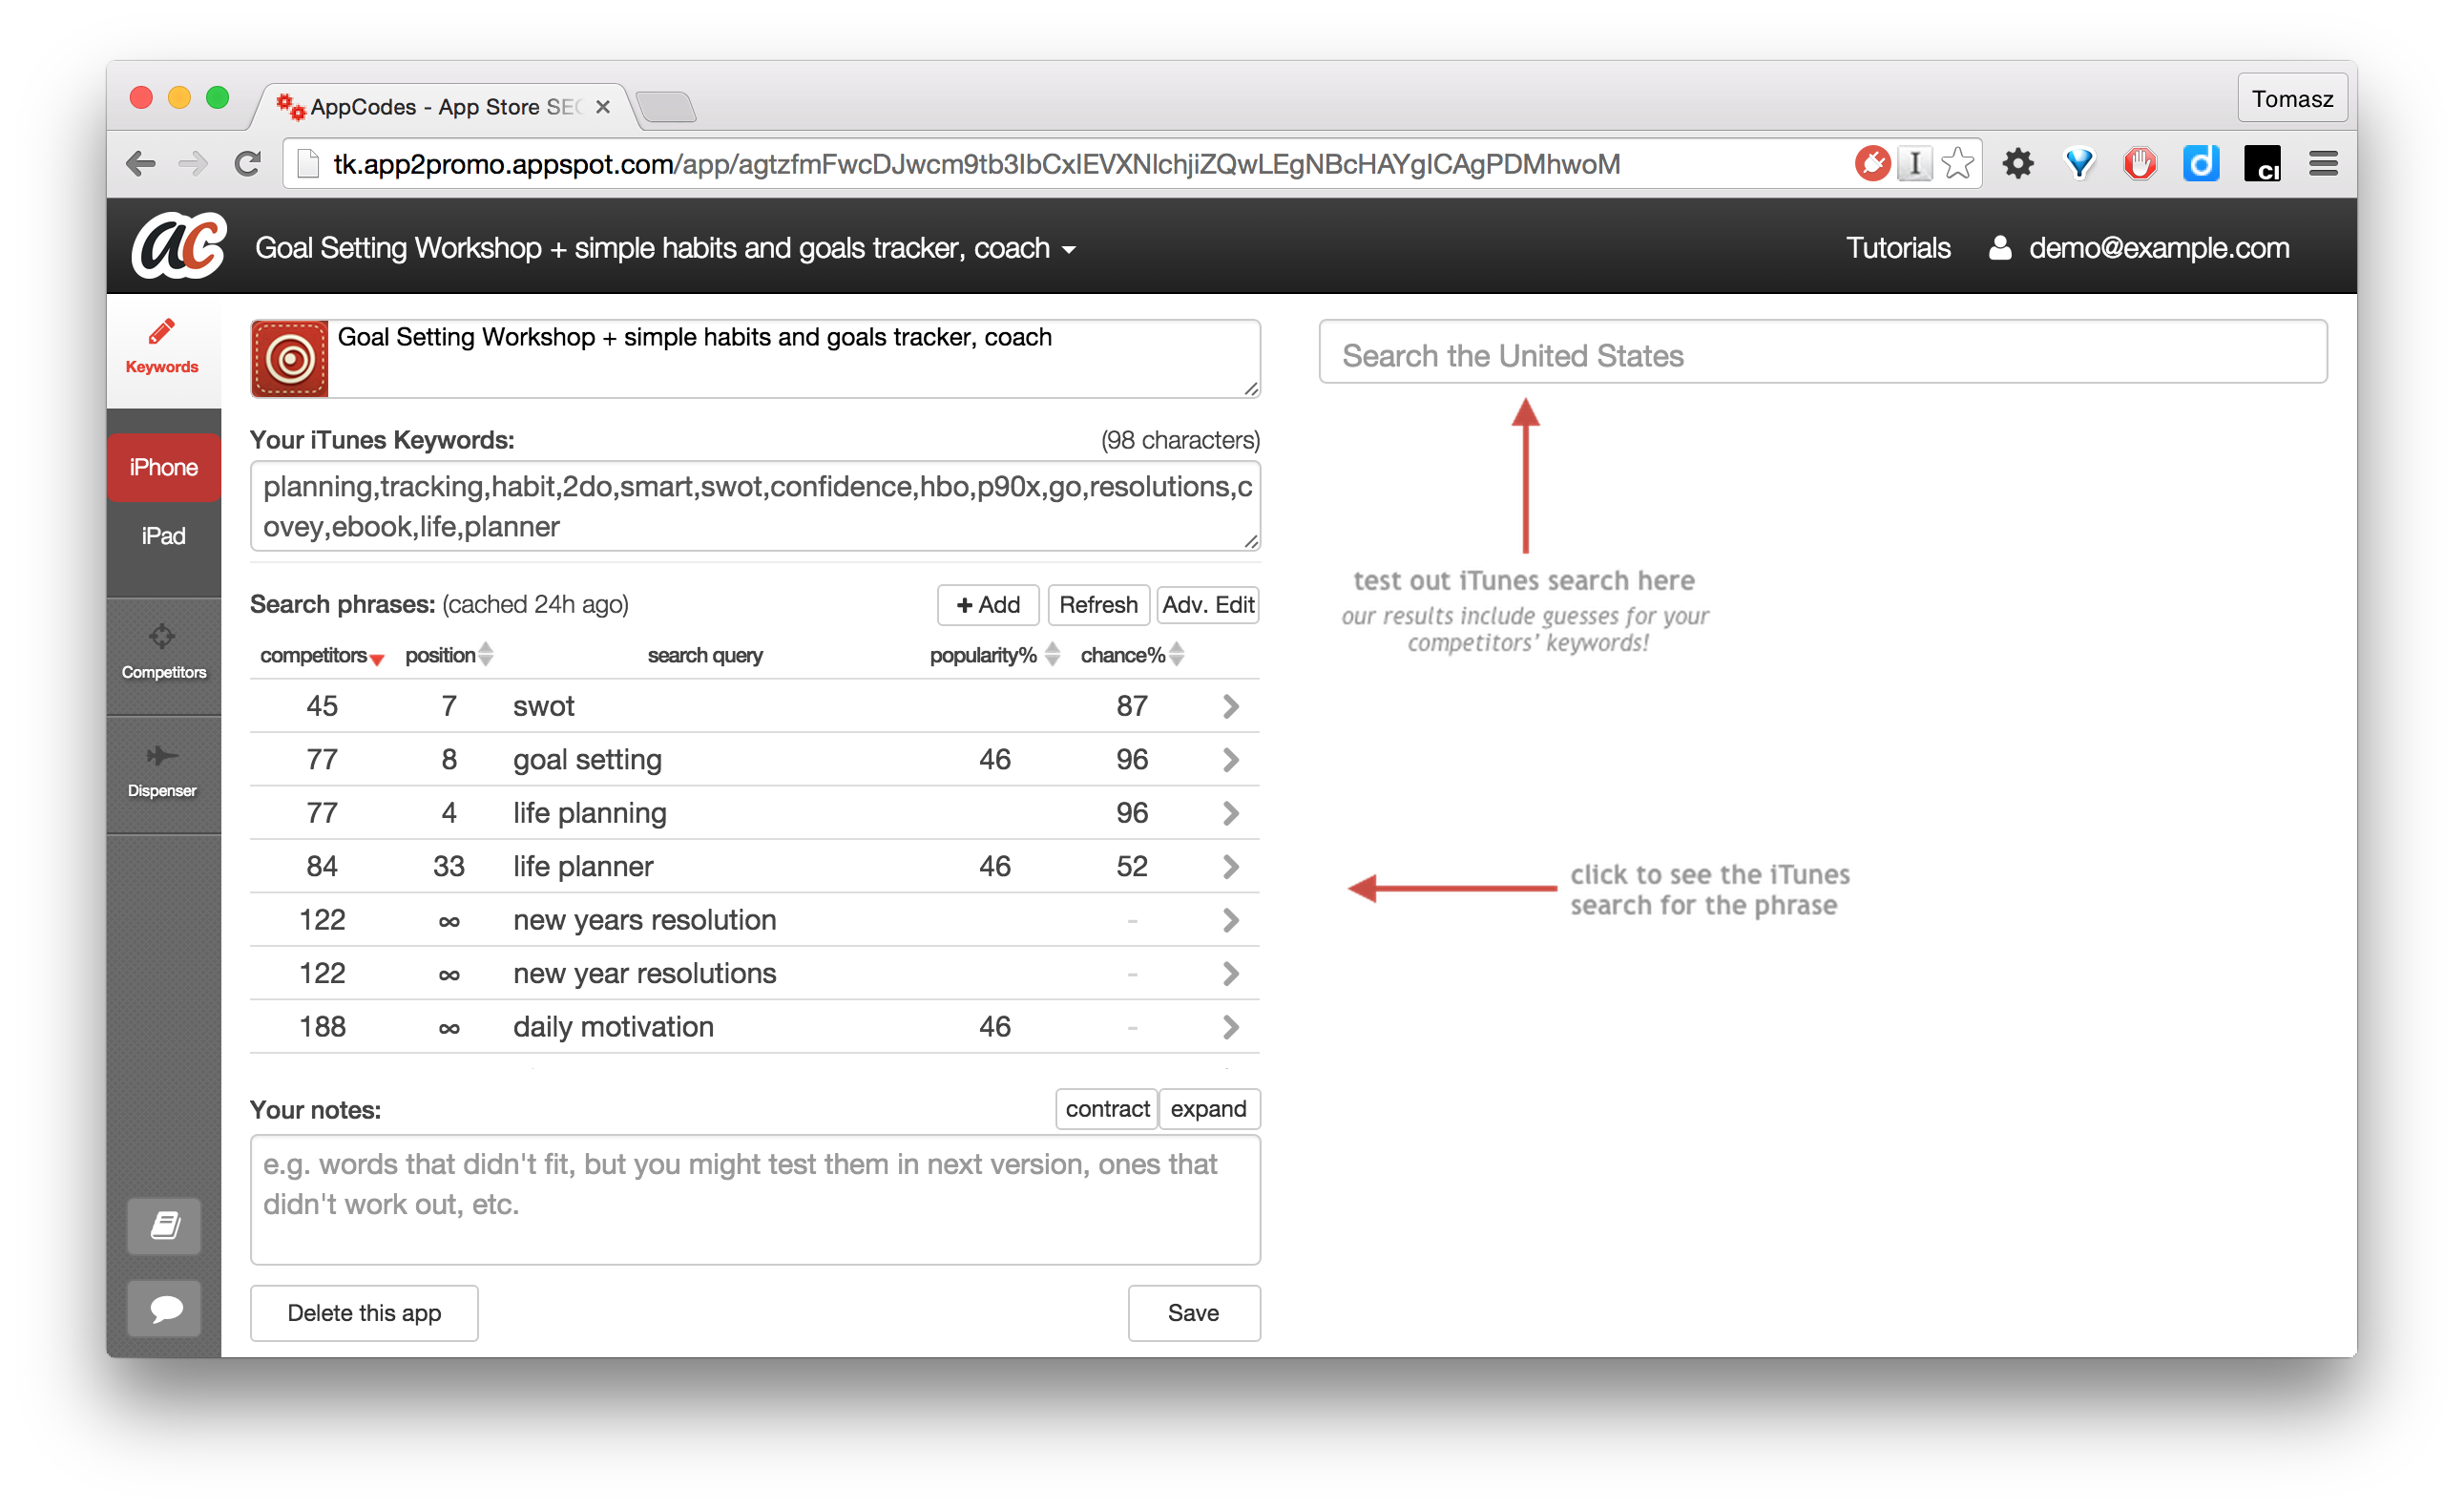 AppCodes - App Store SEO
Tomasz
tk.app2promo.appspot.com/app/agtzfmFwcDJwcm9tb3IbCxIEVXNlchjiZQwLEgNBcHAYgICAgPDMhwoM
ac
Goal Setting Workshop + simple habits and goals tracker, coach
Tutorials
demo@example.com
Keywords
iPhone
iPad
Competitors
Dispenser
Goal Setting Workshop + simple habits and goals tracker, coach
Your iTunes Keywords:
(98 characters)
planning,tracking,habit,2do,smart,swot,confidence,hbo,p90x,go,resolutions,c
ovey,ebook,life,planner
Search phrases: (cached 24h ago)
+ Add
Refresh
Adv. Edit
competitors position search query popularity% chance%
45 7 swot 87
77 8 goal setting 46 96
77 4 life planning 96
84 33 life planner 46 52
122 ∞ new years resolution -
122 ∞ new year resolutions -
188 ∞ daily motivation 46 -
Your notes:
contract
expand
e.g. words that didn't fit, but you might test them in next version, ones that
didn't work out, etc.
Delete this app
Save
Search the United States
test out iTunes search here
our results include guesses for your
competitors' keywords!
click to see the iTunes
search for the phrase